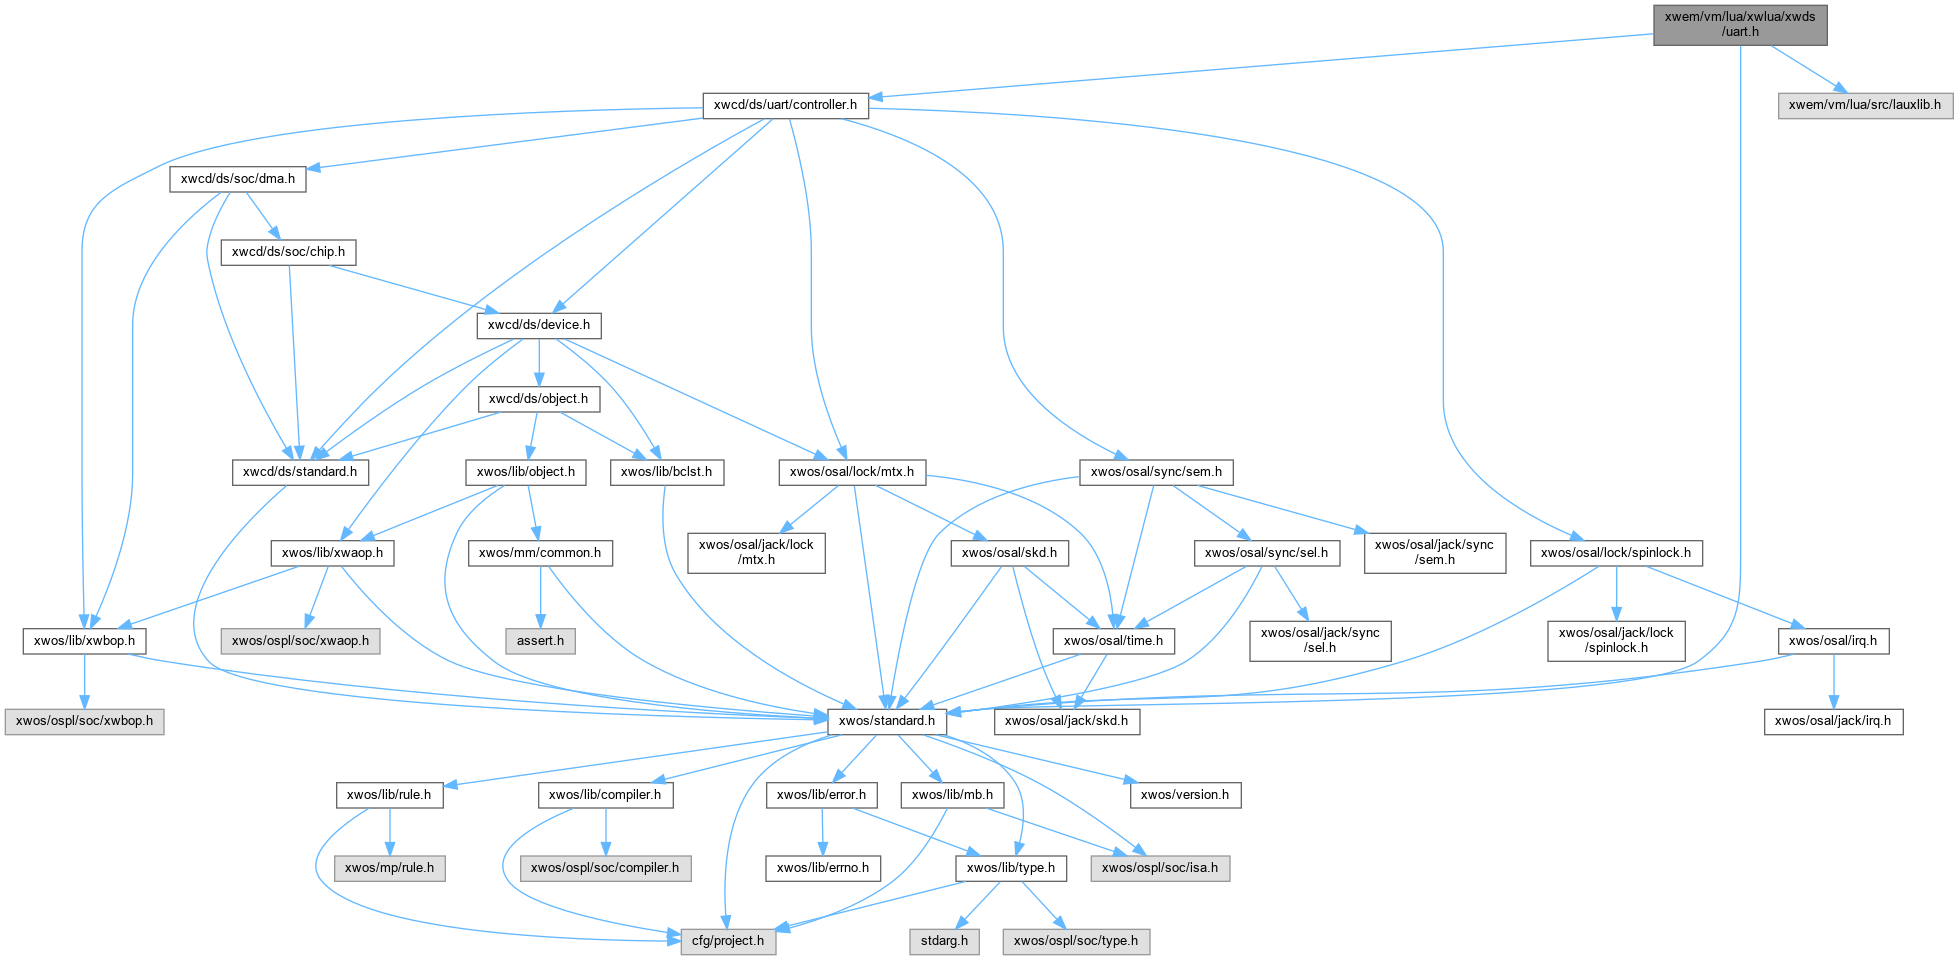 xwem/vm/lua/xwlua/xwds
/uart.h
xwcd/ds/uart/controller.h
xwem/vm/lua/src/lauxlib.h
xwcd/ds/soc/dma.h
xwcd/ds/soc/chip.h
xwcd/ds/device.h
xwcd/ds/object.h
xwcd/ds/standard.h
xwos/lib/object.h
xwos/lib/bclst.h
xwos/osal/lock/mtx.h
xwos/osal/sync/sem.h
xwos/lib/xwaop.h
xwos/mm/common.h
xwos/osal/jack/lock
/mtx.h
xwos/osal/skd.h
xwos/osal/sync/sel.h
xwos/osal/jack/sync
/sem.h
xwos/osal/lock/spinlock.h
xwos/lib/xwbop.h
xwos/ospl/soc/xwaop.h
assert.h
xwos/osal/time.h
xwos/osal/jack/sync
/sel.h
xwos/osal/jack/lock
/spinlock.h
xwos/osal/irq.h
xwos/ospl/soc/xwbop.h
xwos/standard.h
xwos/osal/jack/skd.h
xwos/osal/jack/irq.h
xwos/lib/rule.h
xwos/lib/compiler.h
xwos/lib/error.h
xwos/lib/mb.h
xwos/version.h
xwos/mp/rule.h
xwos/ospl/soc/compiler.h
xwos/lib/errno.h
xwos/lib/type.h
xwos/ospl/soc/isa.h
cfg/project.h
stdarg.h
xwos/ospl/soc/type.h